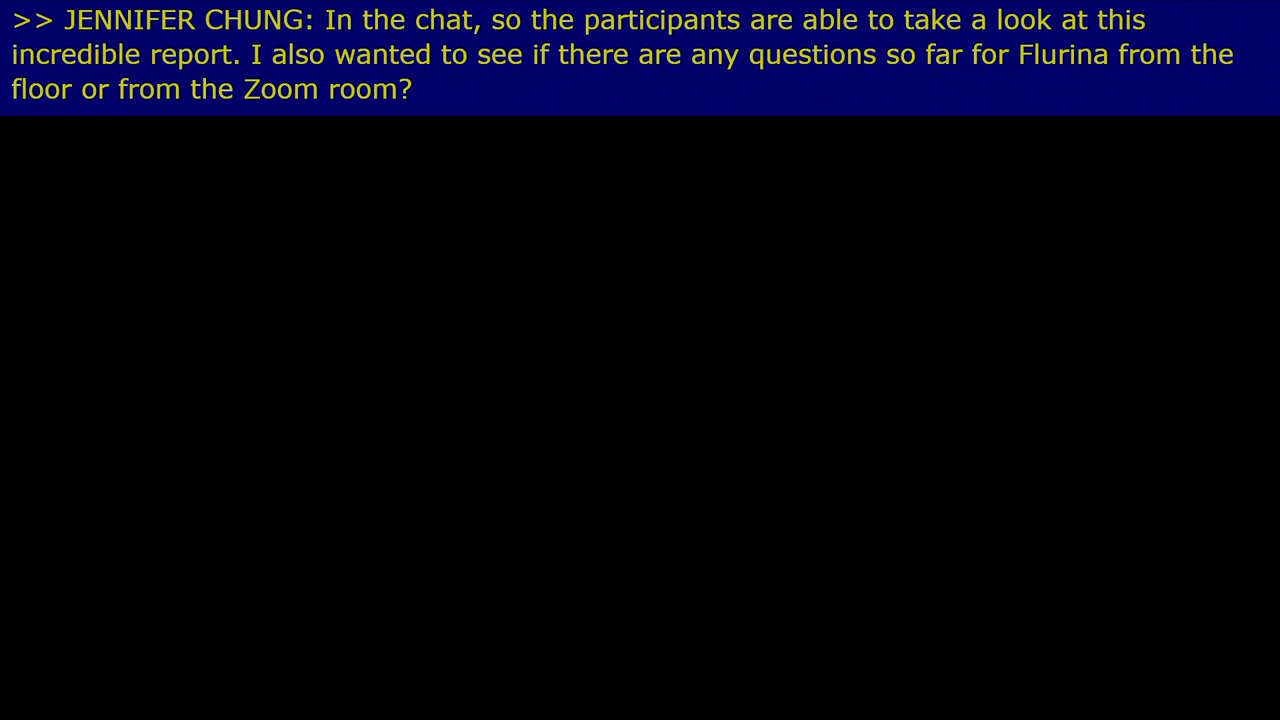 >> JENNIFER CHUNG: In the chat, so the participants are able to take a look at this
incredible report. I also wanted to see if there are any questions so far for Flurina from the
floor or from the Zoom room?